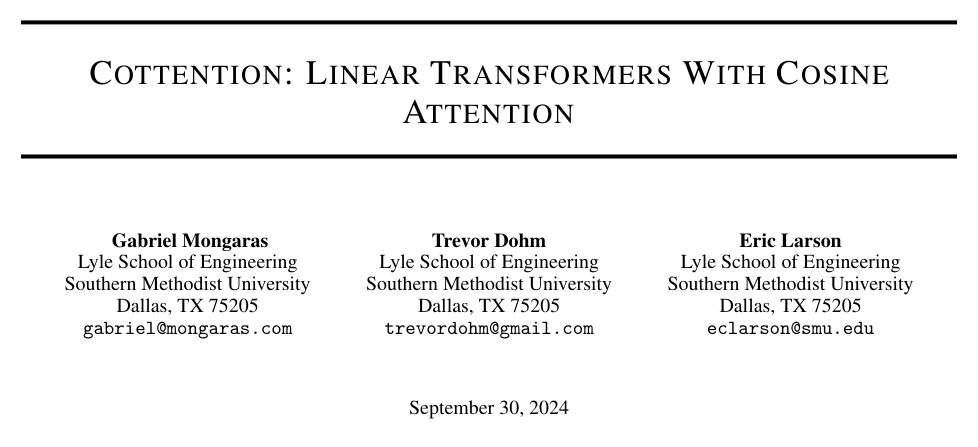 COTTENTION: LINEAR TRANSFORMERS WITH COSINE
ATTENTION
Gabriel Mongaras
Lyle School of Engineering
Southern Methodist University
Dallas, TX 75205
gabriel@mongaras.com
Trevor Dohm
Lyle School of Engineering
Southern Methodist University
Dallas, TX 75205
trevordohm@gmail.com
Eric Larson
Lyle School of Engineering
Southern Methodist University
Dallas, TX 75205
eclarson@smu.edu
September 30, 2024